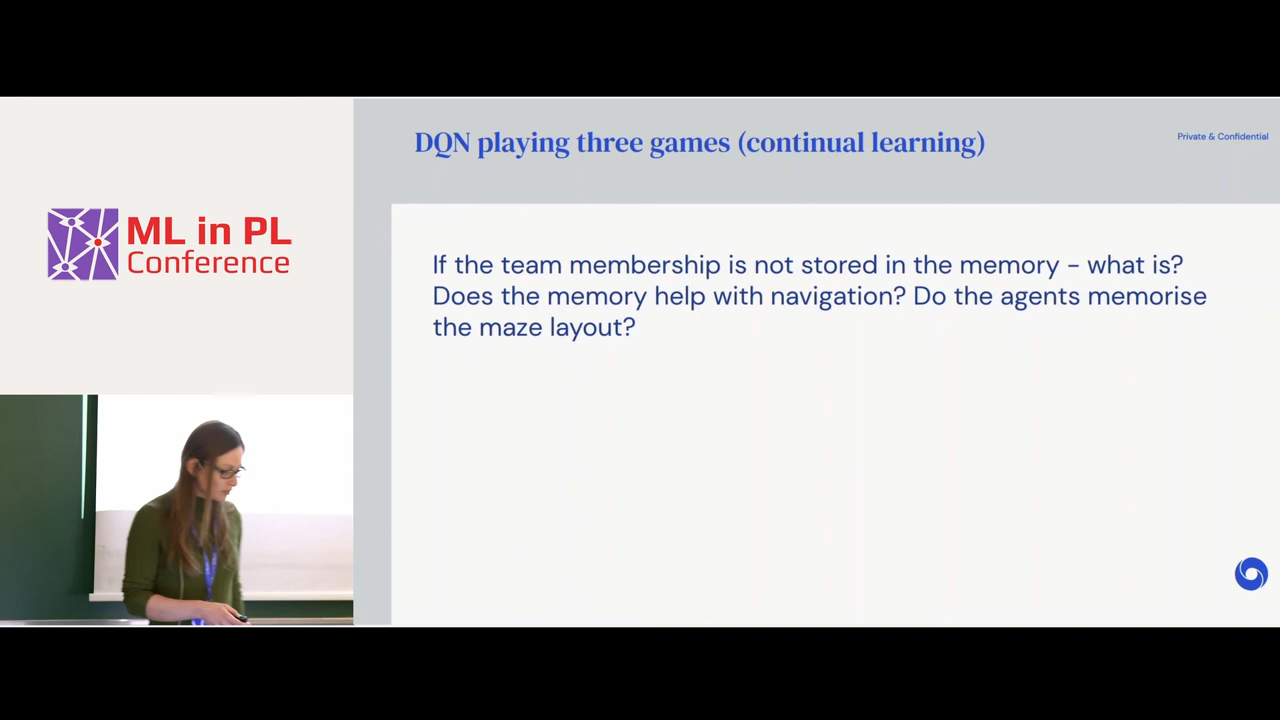 ML in PL
Conference
DQN playing three games (continual learning)
Private & Confidential
If the team membership is not stored in the memory – what is?
Does the memory help with navigation? Do the agents memorise
the maze layout?